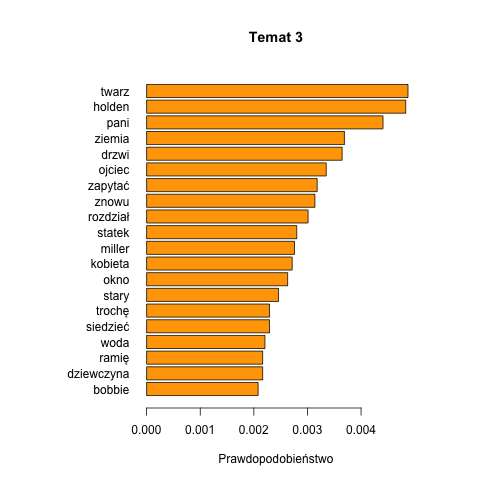 Temat 3
twarz
holden
pani
ziemia
drzwi
ojciec
zapytać
znowu
rozdział
statek
miller
kobieta
okno
stary
trochę
siedzieć
woda
ramię
dziewczyna
bobbie
0.000 0.001 0.002 0.003 0.004
Prawdopodobieństwo